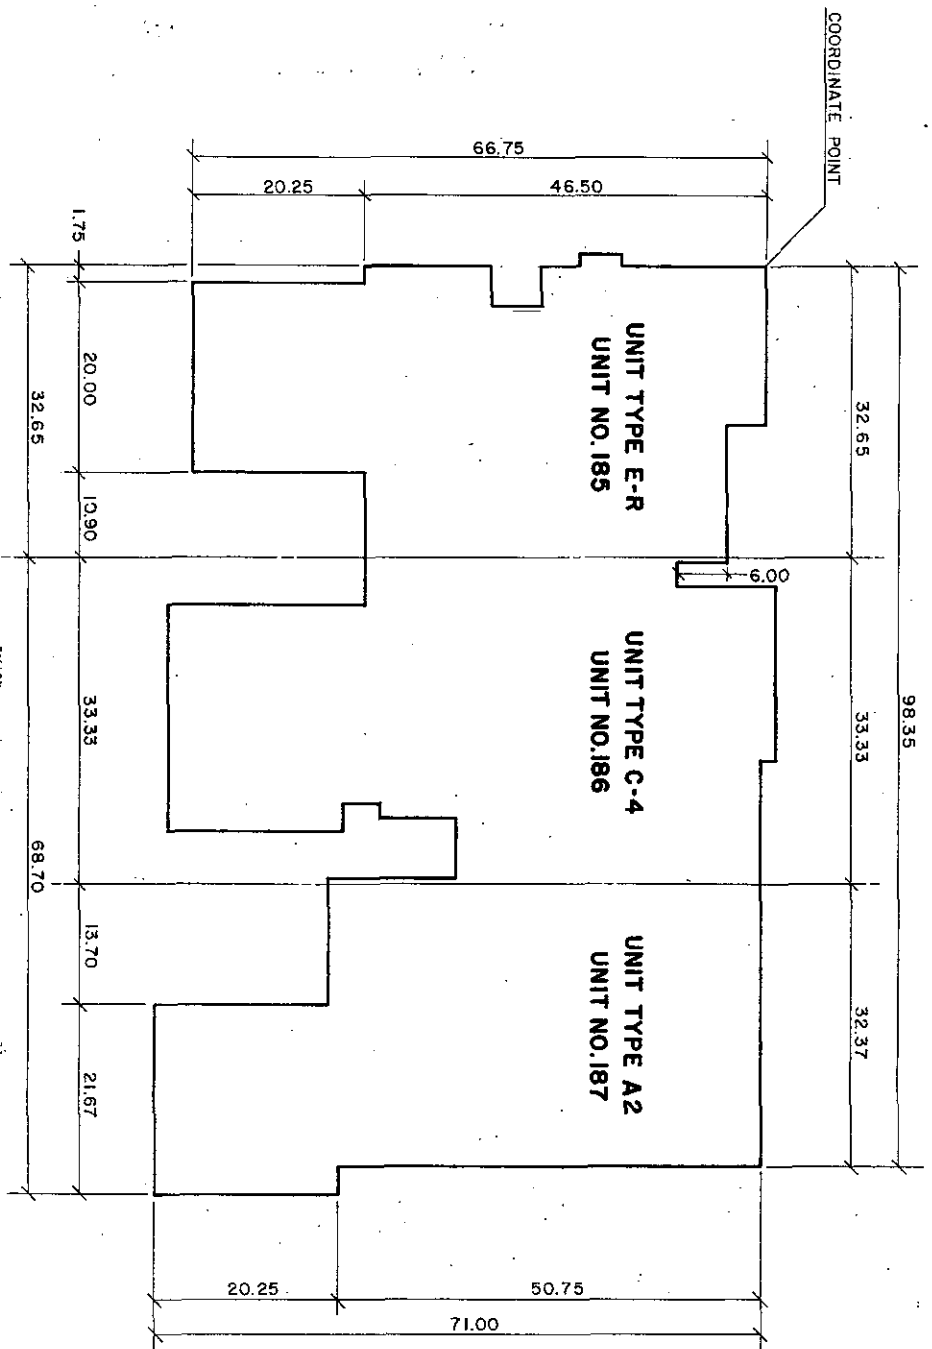 COORDINATE POINT
66.75
20.25
46.50
1.75
20.00
10.90
32.65
33.33
68.70
13.70
21.67
98.35
32.65
33.33
32.37
6.00
UNIT TYPE E-R
UNIT NO. 185
UNIT TYPE C-4
UNIT NO. 186
UNIT TYPE A2
UNIT NO. 187
20.25
50.75
71.00